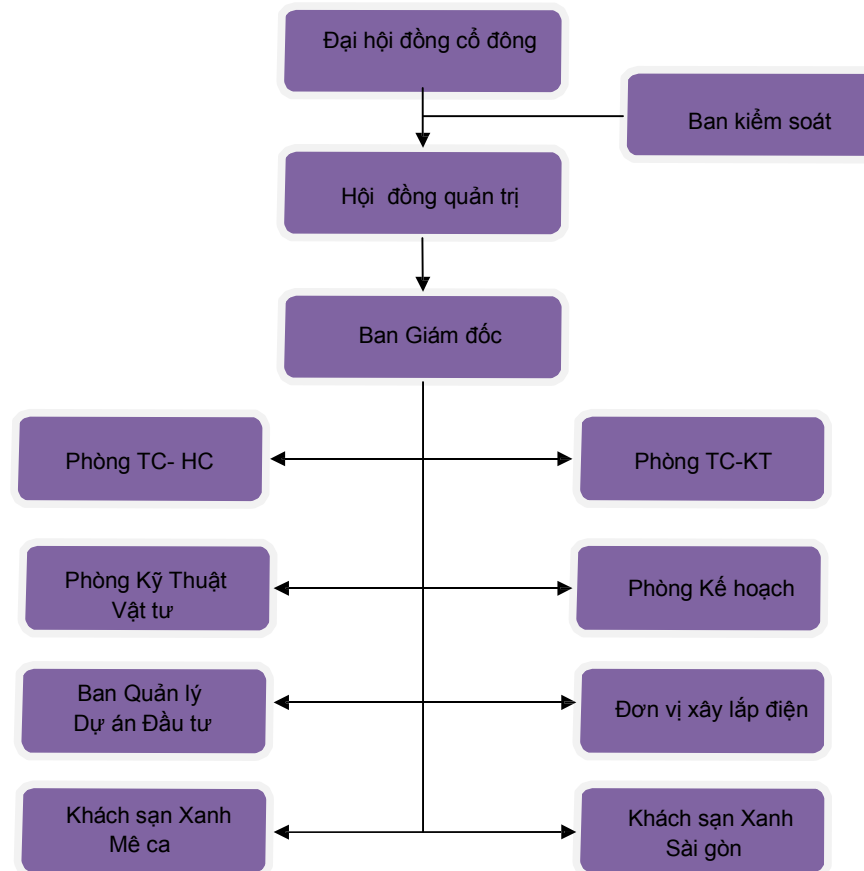 Đại hội đồng cổ đông
Ban kiểm soát
Hội đồng quản trị
Ban Giám đốc
Phòng TC- HC
Phòng TC-KT
Phòng Kỹ Thuật
Vật tư
Phòng Kế hoạch
Ban Quản lý
Dự án Đầu tư
Đơn vị xây lắp điện
Khách sạn Xanh
Mê ca
Khách sạn Xanh
Sài gòn